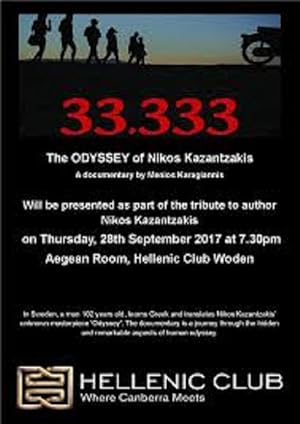 33.333
The ODYSSEY of Nikos Kazantzakis
A documentary by Menios Karagiannis
Will be presented as part of the tribute to author
Nikos Kazantzakis
on Thursday, 28th September 2017 at 7.30pm
Aegean Room, Hellenic Club Woden
In Sweden, a man 102 years old, learns Greek and translates Nikos Kazantzakis'
unknown masterpiece 'Odyssey'. The documentary is a journey through the hidden
and remarkable aspects of human odyssey.
HELLENIC CLUB
Where Canberra Meets